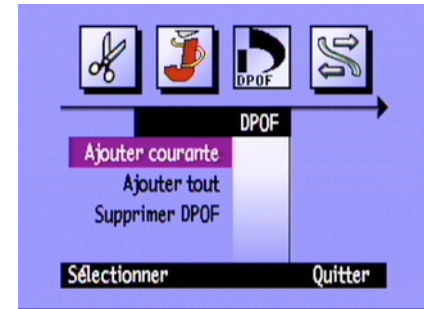 DPOF
DPOF
Ajouter courante
Ajouter tout
Supprimer DPOF
Sélectionner Quitter